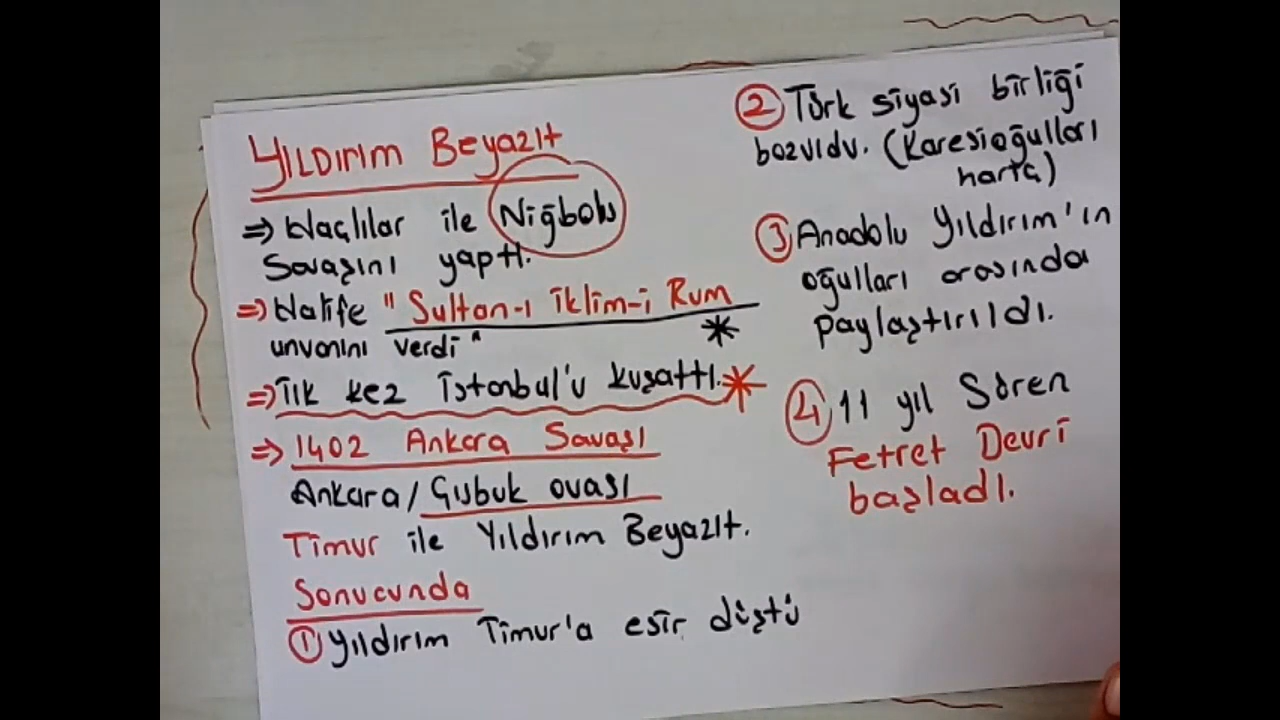 YILDIRIM Beyazıt
⇒ Haçlılar ile Niğbolu
Savaşını yaptı.
⇒ Halife "Sultan-ı İklim-i Rum
unvanını verdi"
⇒ İlk kez İstanbul'u kuşattı.
⇒ 1402 Ankara Savaşı
Ankara/Çubuk ovası
Timur ile Yıldırım Beyazıt.
Sonucunda
① Yıldırım Timur'a esir düştü
② Türk siyasi birliği
bozuldu. (Karesioğulları
hariç)
③ Anadolu Yıldırım'ın
oğulları arasında
paylaştırıldı.
④ 11 yıl Süren
Fetret Devri
başladı.